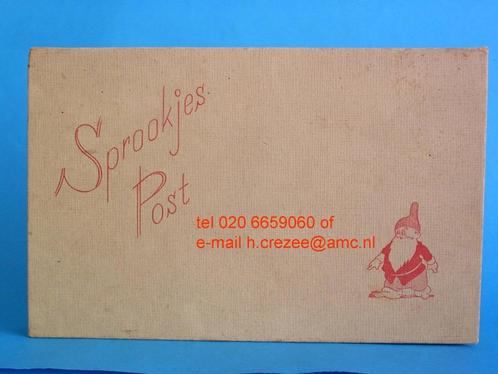 Sprookjes
Post
tel 020 6659060 of
e-mail h.crezee@amc.nl